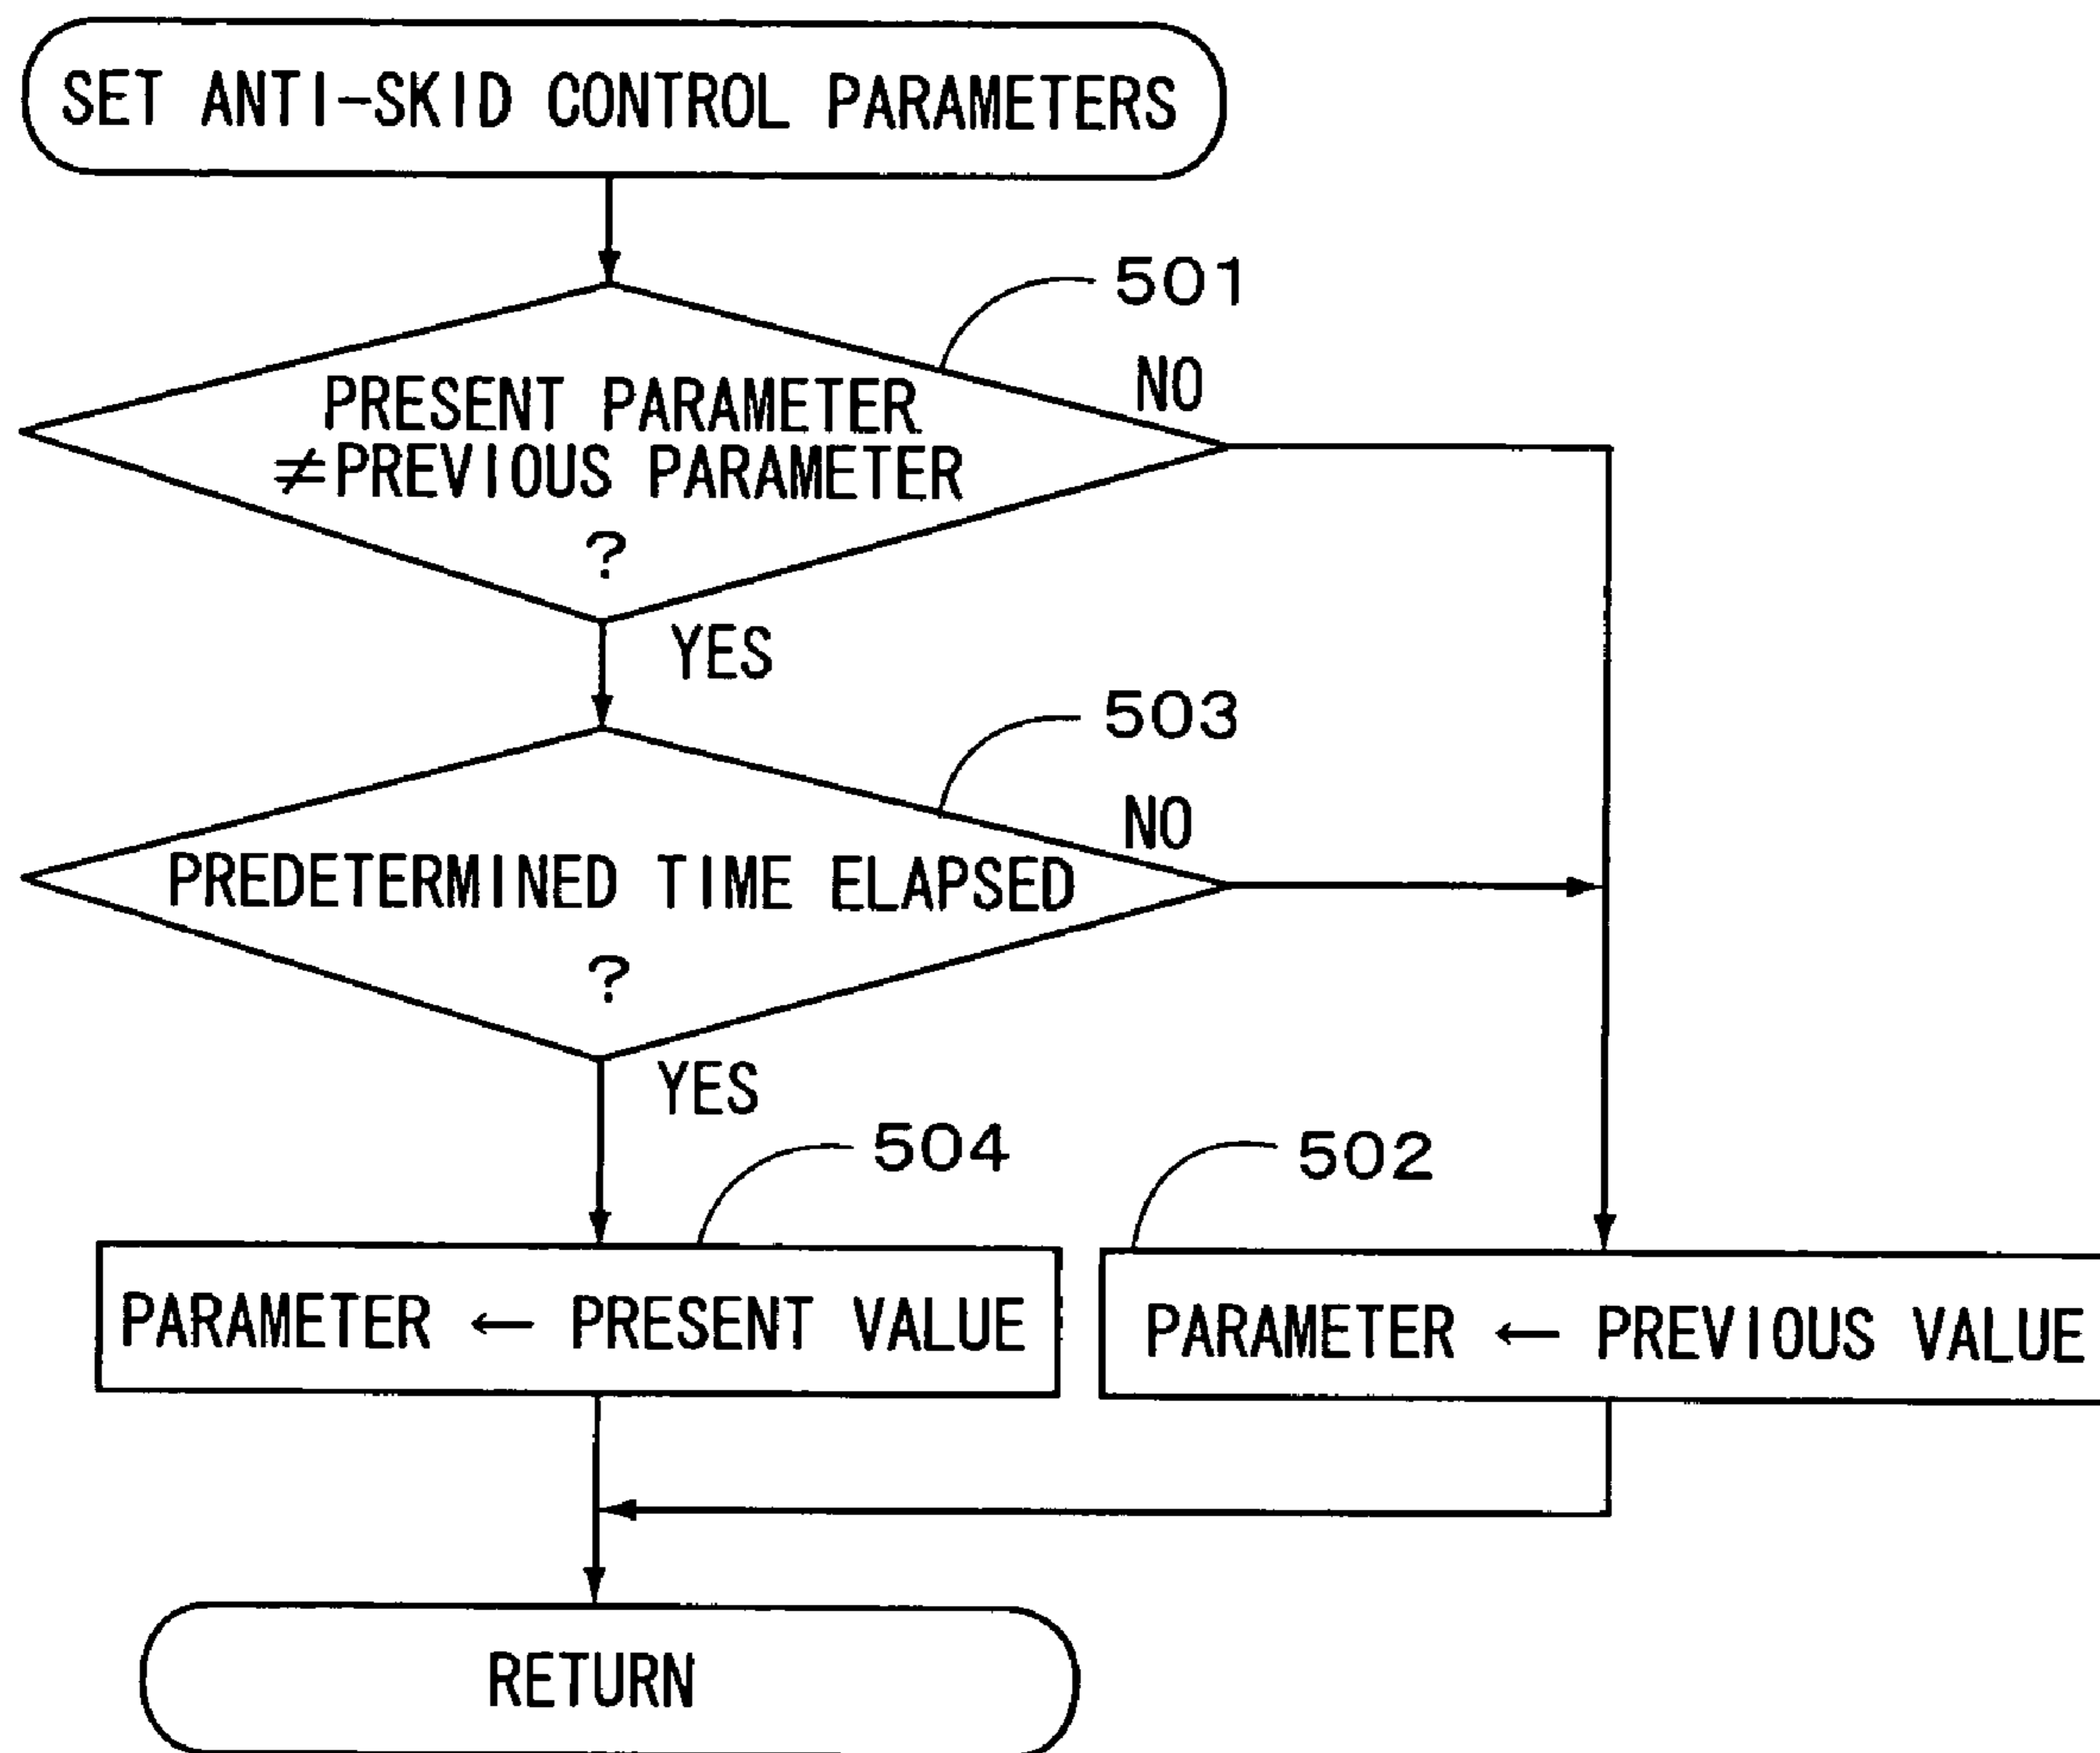 SET ANTI-SKID CONTROL PARAMETERS
501
NO
PRESENT PARAMETER
≠PREVIOUS PARAMETER
?
YES
503
NO
PREDETERMINED TIME ELAPSED
?
YES
504
502
PARAMETER ← PRESENT VALUE
PARAMETER ← PREVIOUS VALUE
RETURN